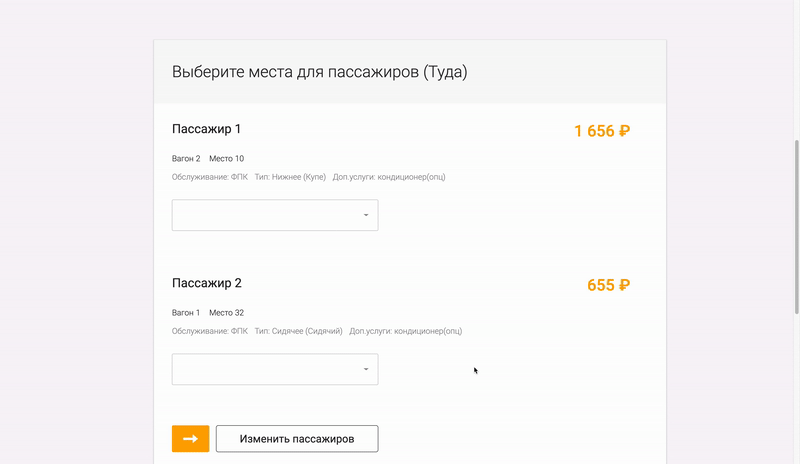 Выберите места для пассажиров (Туда)
Пассажир 1
1 656 ₽
Вагон 2 Место 10
Обслуживание: ФПК Тип: Нижнее (Купе) Доп.услуги: кондиционер(опц)
Пассажир 2
655 ₽
Вагон 1 Место 32
Обслуживание: ФПК Тип: Сидячее (Сидячий) Доп.услуги: кондиционер(опц)
Изменить пассажиров